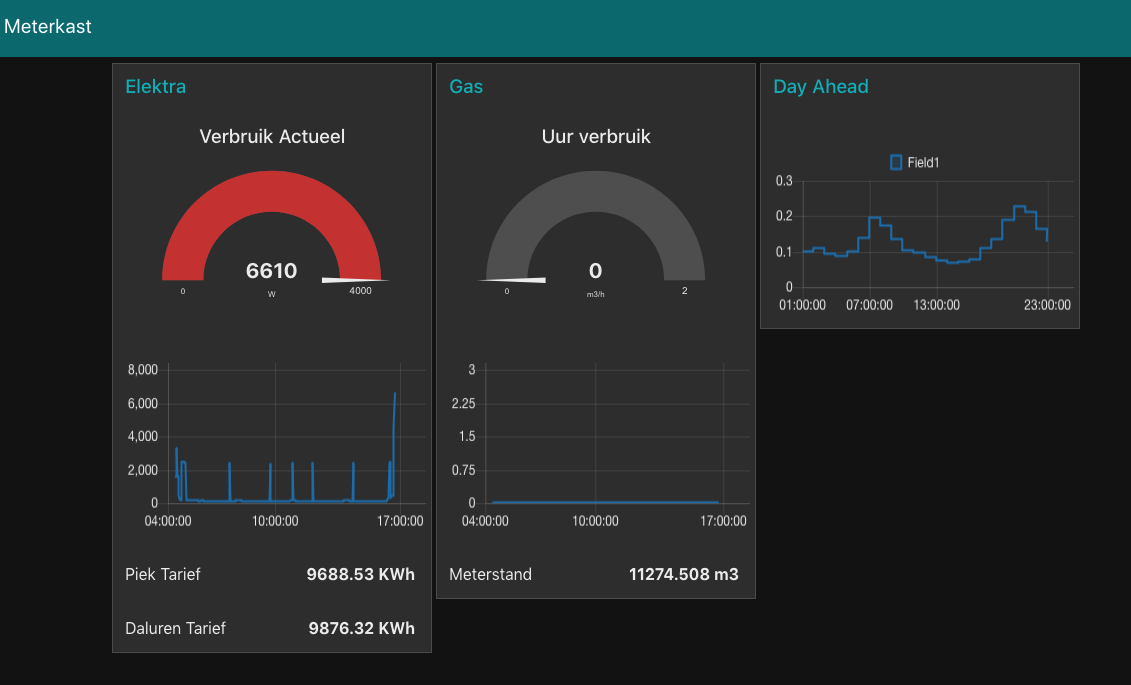 Meterkast
Elektra
Verbruik Actueel
6610
W
0
4000
8,000
6,000
4,000
2,000
0
04:00:00 10:00:00 17:00:00
Piek Tarief 9688.53 KWh
Daluren Tarief 9876.32 KWh
Gas
Uur verbruik
0
m3/h
0
2
3
2.25
1.5
0.75
0
04:00:00 10:00:00 17:00:00
Meterstand 11274.508 m3
Day Ahead
Field1
0.3
0.2
0.1
0
01:00:00 07:00:00 13:00:00 23:00:00